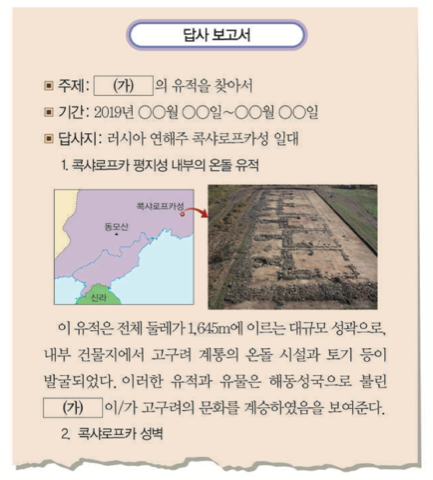 답사 보고서
▣ 주제: (가) 의 유적을 찾아서
▣ 기간: 2019년 ○○월 ○○일~○○월 ○○일
▣ 답사지: 러시아 연해주 콕샤로프카성 일대
1. 콕샤로프카 평지성 내부의 온돌 유적
콕샤로프카성
동모산
신라
이 유적은 전체 둘레가 1,645m에 이르는 대규모 성곽으로,
내부 건물지에서 고구려 계통의 온돌 시설과 토기 등이
발굴되었다. 이러한 유적과 유물은 해동성국으로 불린
(가) 이/가 고구려의 문화를 계승하였음을 보여준다.
2. 콕샤로프카 성벽